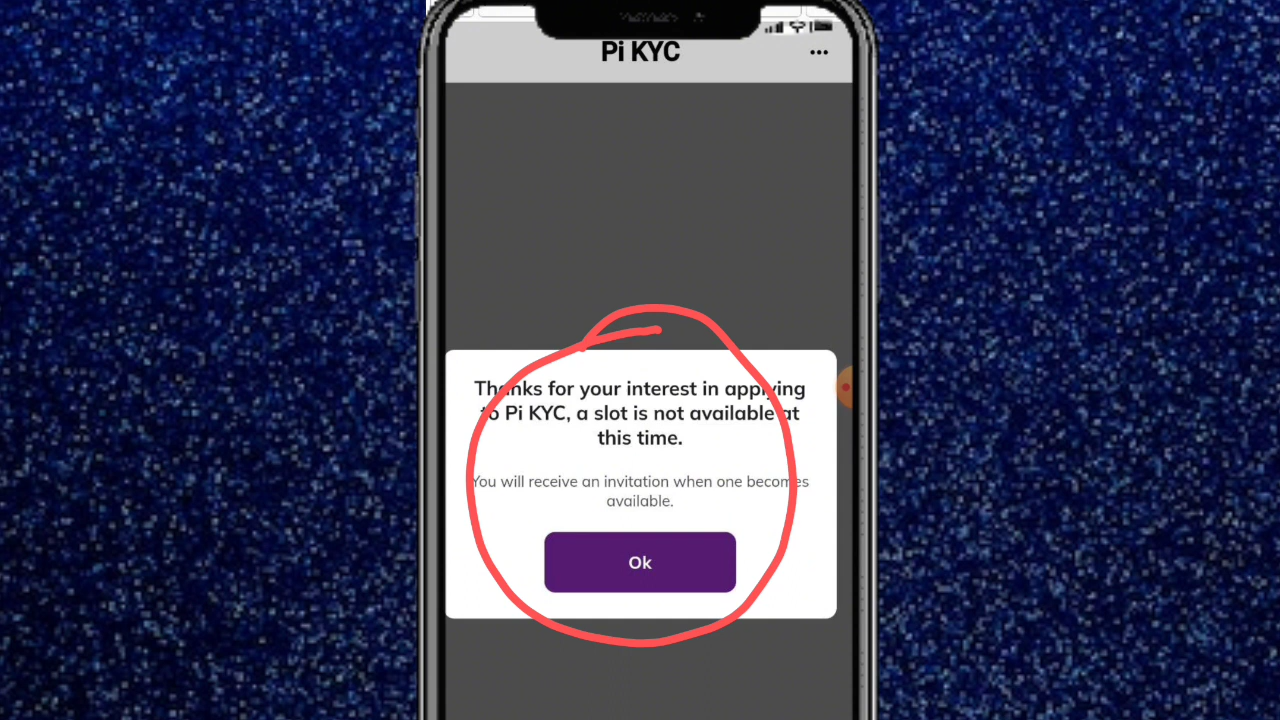 Pi KYC
Thanks for your interest in applying
to Pi KYC, a slot is not available at
this time.
You will receive an invitation when one becomes
available.
Ok